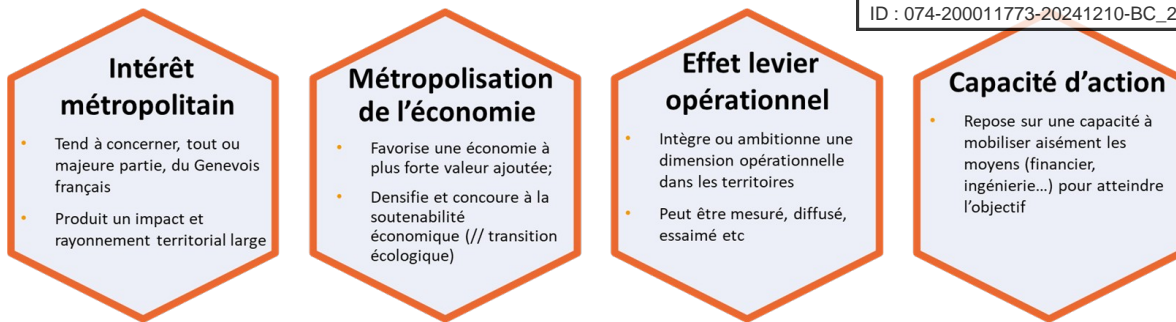 ID : 074-200011773-20241210-BC_2
Intérêt
métropolitain
• Tend à concerner, tout ou
majeure partie, du Genevois
français
• Produit un impact et
rayonnement territorial large
Métropolisation
de l’économie
• Favorise une économie à
plus forte valeur ajoutée;
• Densifie et concoure à la
soutenabilité
économique (// transition
écologique)
Effet levier
opérationnel
• Intègre ou ambitionne une
dimension opérationnelle
dans les territoires
• Peut être mesuré, diffusé,
essaimé etc
Capacité d’action
• Repose sur une capacité à
mobiliser aisément les
moyens (financier,
ingénierie…) pour atteindre
l’objectif